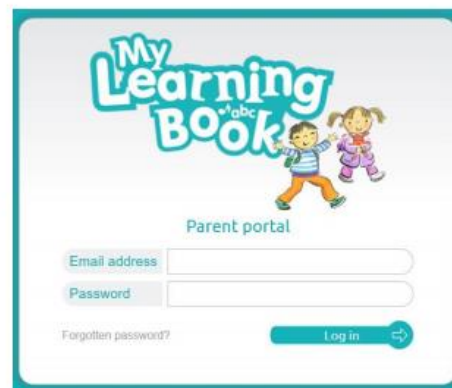 My
Learning
abc
Book
Parent portal
Email address
Password
Forgotten password?
Log in